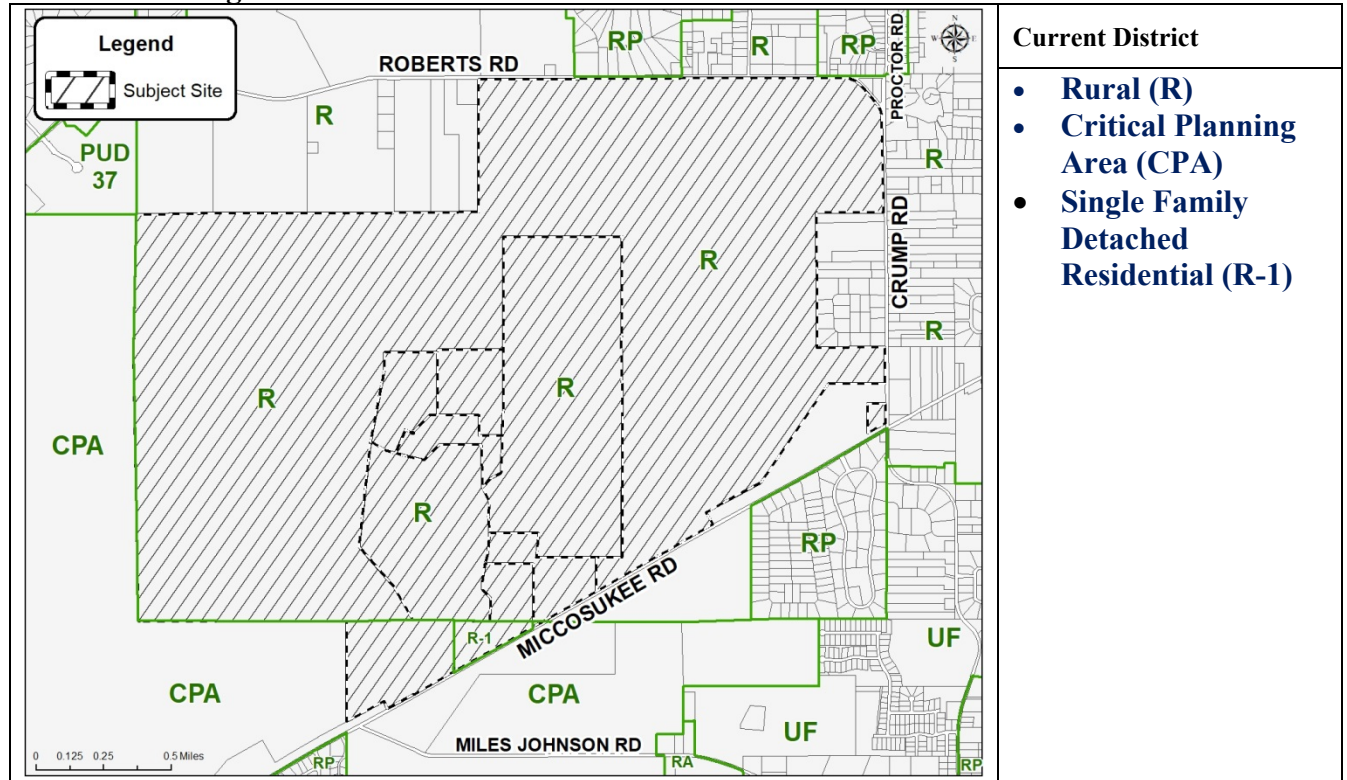 Legend
Subject Site
ROBERTS RD
RP
R
RP
PROCTOR RD
N
W
E
S
R
PUD
37
R
R
CRUMP RD
R
R
R
CPA
R
RP
MICCOSUKEE RD
R-1
UF
CPA
CPA
UF
MILES JOHNSON RD
RP
RA
RP
0 0.125 0.25 0.5 Miles
Current District
• Rural (R)
• Critical Planning
Area (CPA)
• Single Family
Detached
Residential (R-1)